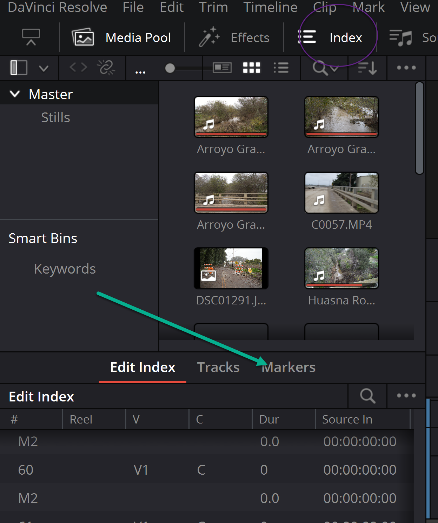 DaVinci Resolve File Edit Trim Timeline Clip Mark View
Media Pool Effects Index So
...
Master
Stills
Arroyo Gra... Arroyo Gra...
Arroyo Gra... C0057.MP4
Smart Bins
Keywords
DSC01291.J... Huasna Ro...
Edit Index Tracks Markers
Edit Index
# Reel V C Dur Source In
M2 0.0 00:00:00:00
60 V1 C 0 00:00:00:00
M2 0.0 00:00:00:00